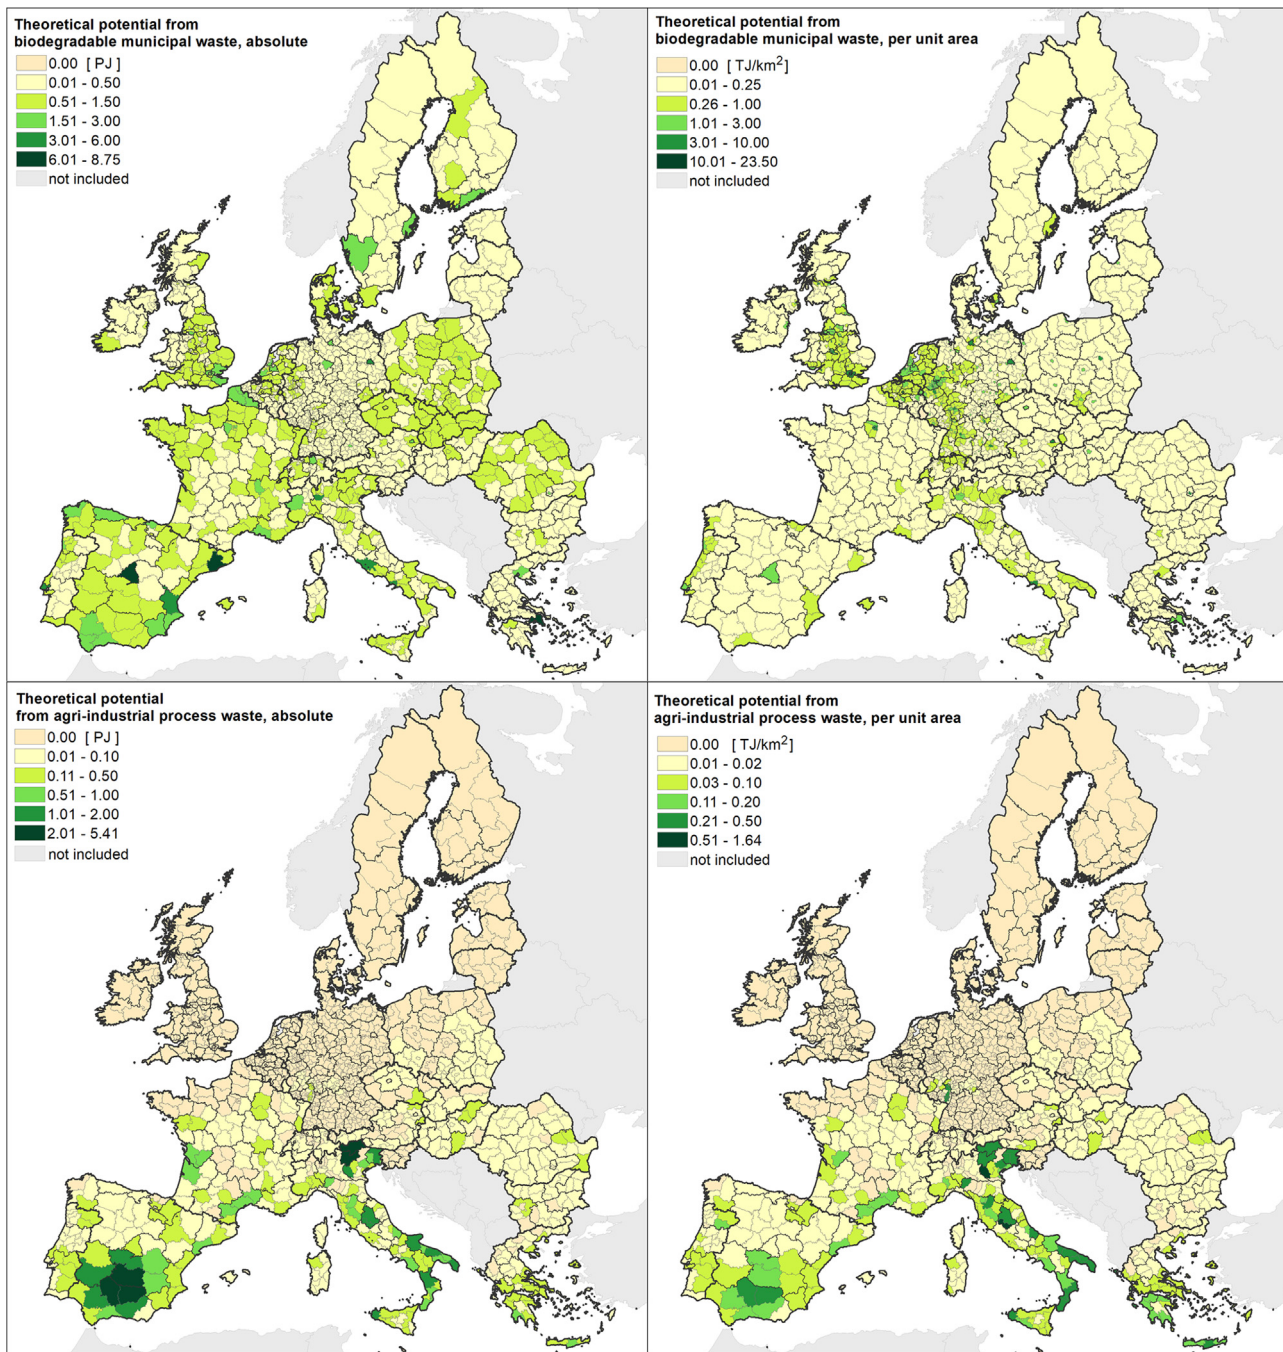 Theoretical potential from
biodegradable municipal waste, absolute
0.00 [ PJ ]
0.01 - 0.50
0.51 - 1.50
1.51 - 3.00
3.01 - 6.00
6.01 - 8.75
not included
Theoretical potential from
biodegradable municipal waste, per unit area
0.00 [ TJ/km²]
0.01 - 0.25
0.26 - 1.00
1.01 - 3.00
3.01 - 10.00
10.01 - 23.50
not included
Theoretical potential
from agri-industrial process waste, absolute
0.00 [ PJ ]
0.01 - 0.10
0.11 - 0.50
0.51 - 1.00
1.01 - 2.00
2.01 - 5.41
not included
Theoretical potential from
agri-industrial process waste, per unit area
0.00 [ TJ/km²]
0.01 - 0.02
0.03 - 0.10
0.11 - 0.20
0.21 - 0.50
0.51 - 1.64
not included